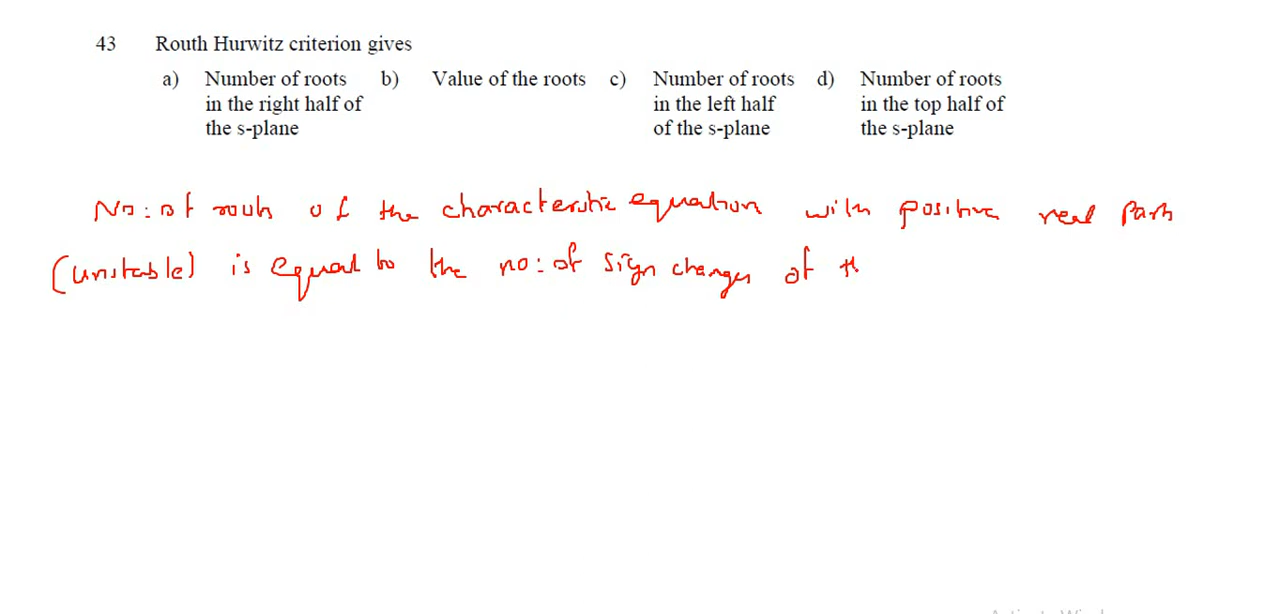 43 Routh Hurwitz criterion gives
a) Number of roots b) Value of the roots c) Number of roots d) Number of roots
in the right half of in the left half in the top half of
the s-plane of the s-plane the s-plane
No: of roots of the characteristic equation with positive real parts
(unstable) is equal to the no: of sign changes of th